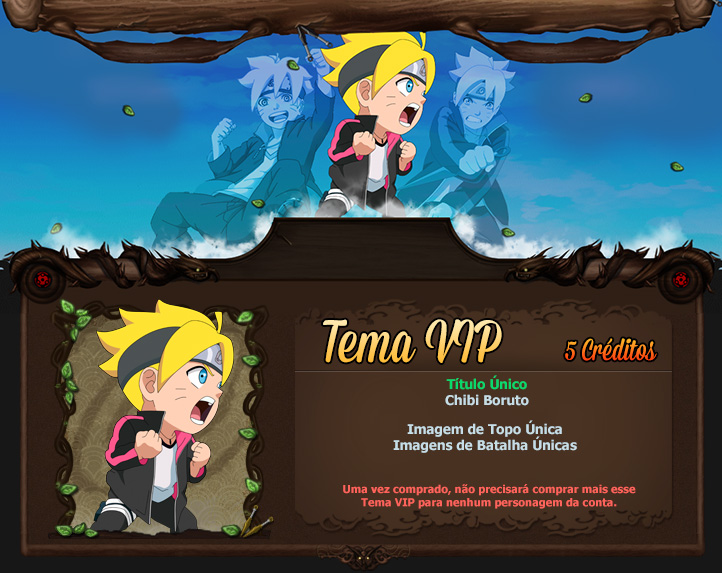 Tema VIP
5 Créditos
Título Único
Chibi Boruto
Imagem de Topo Única
Imagens de Batalha Únicas
Uma vez comprado, não precisará comprar mais esse
Tema VIP para nenhum personagem da conta.